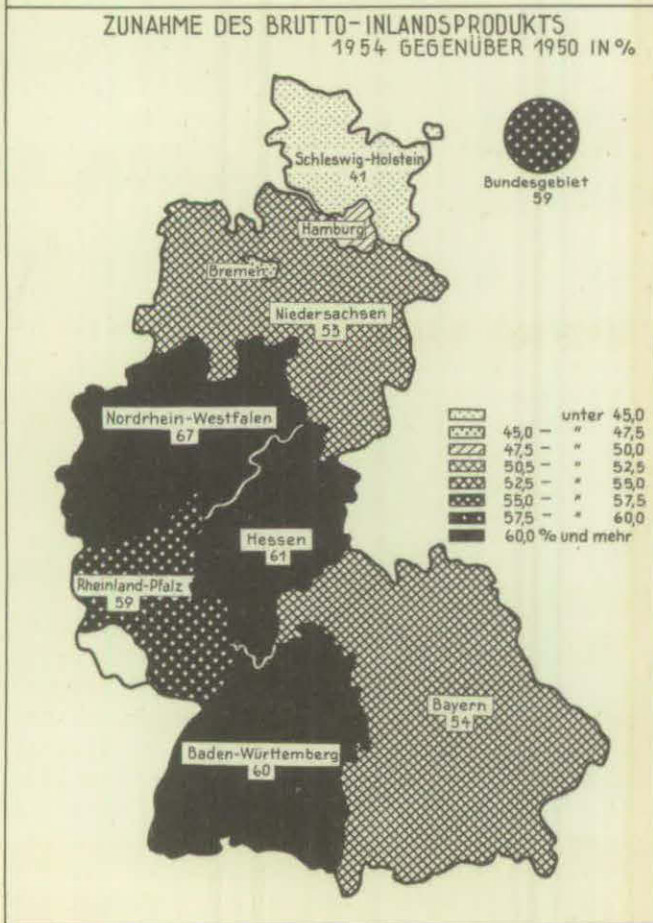 ZUNAHME DES BRUTTO-INLANDSPRODUKTS
1954 GEGENÜBER 1950 IN %
Schleswig-Holstein
41
Bundesgebiet
59
Hamburg
Bremen
Niedersachsen
53
Nordrhein-Westfalen
67
unter 45,0
45,0 – " 47,5
47,5 – " 50,0
50,5 – " 52,5
52,5 – " 55,0
55,0 – " 57,5
57,5 – " 60,0
60,0 % und mehr
Hessen
61
Rheinland-Pfalz
59
Bayern
54
Baden-Württemberg
60